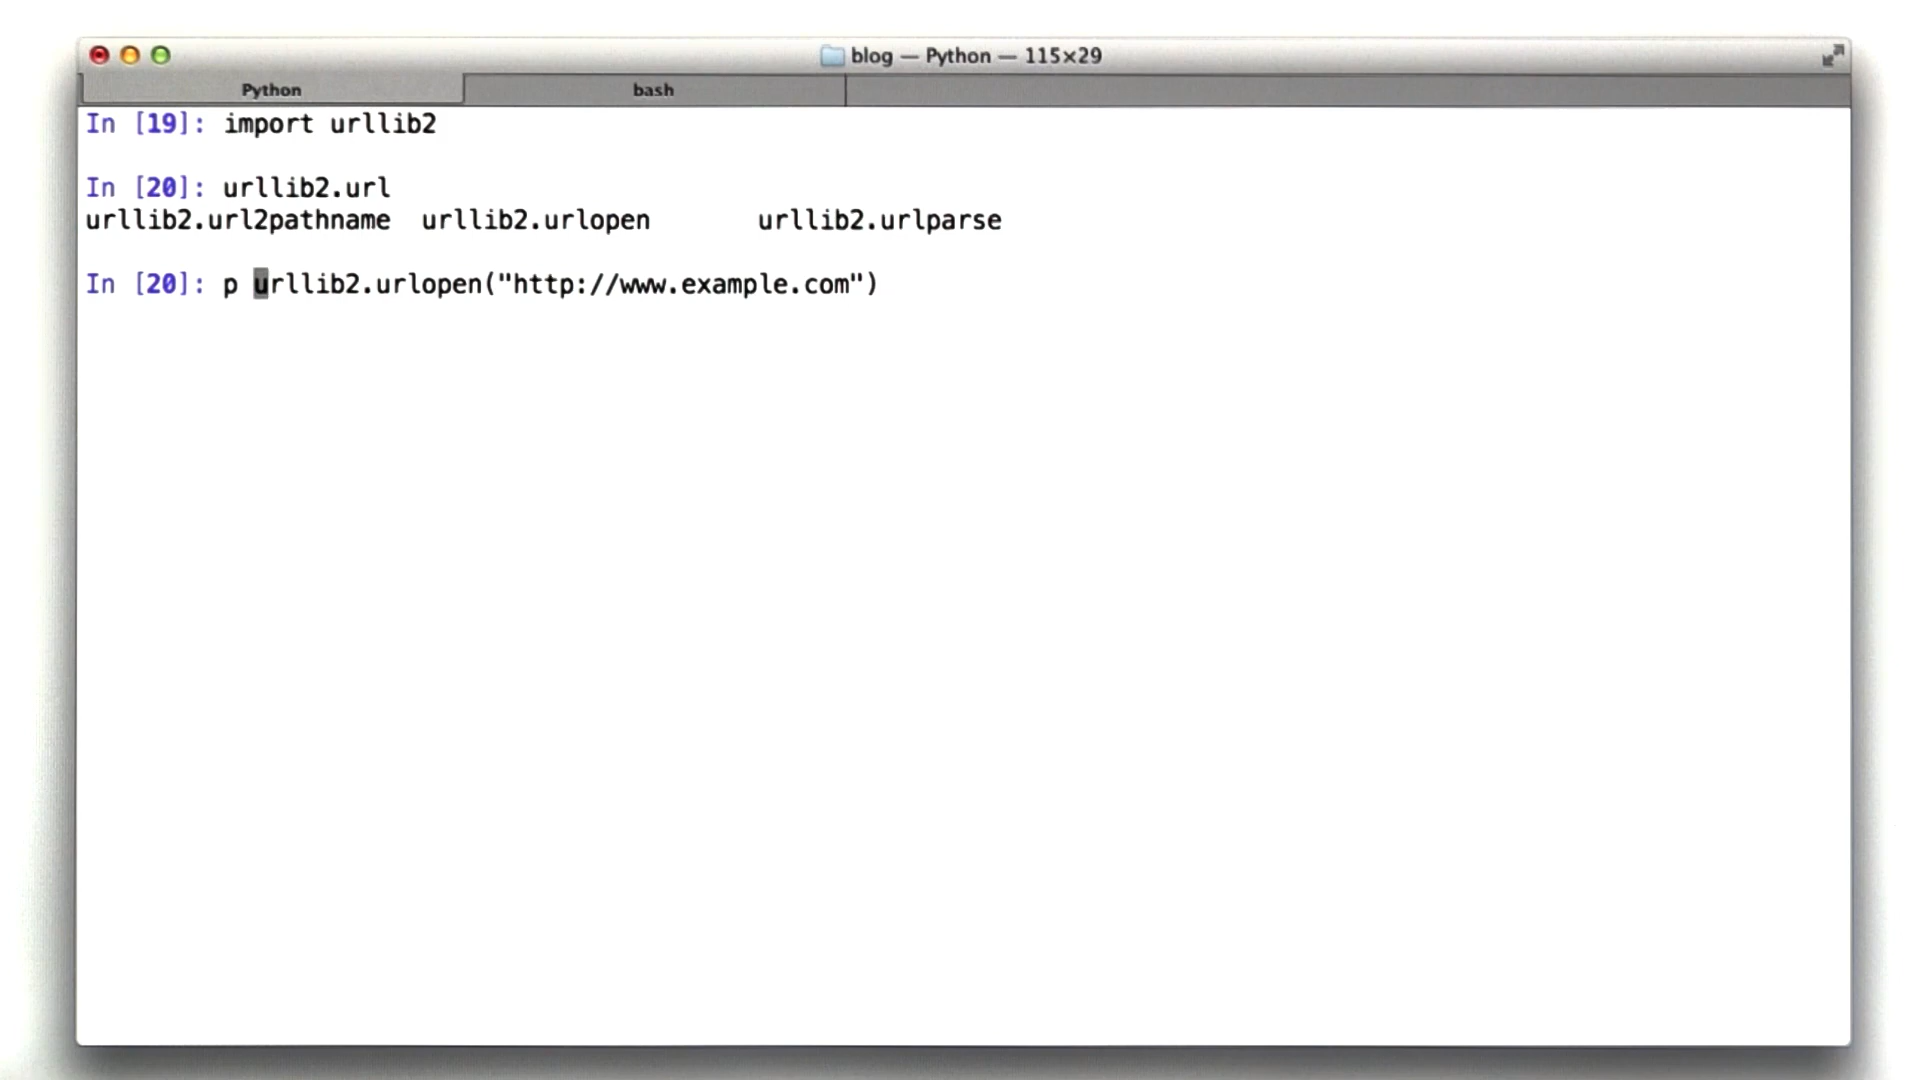 blog — Python — 115×29
Python bash
In [19]: import urllib2
In [20]: urllib2.url
urllib2.url2pathname urllib2.urlopen urllib2.urlparse
In [20]: p urllib2.urlopen("http://www.example.com")